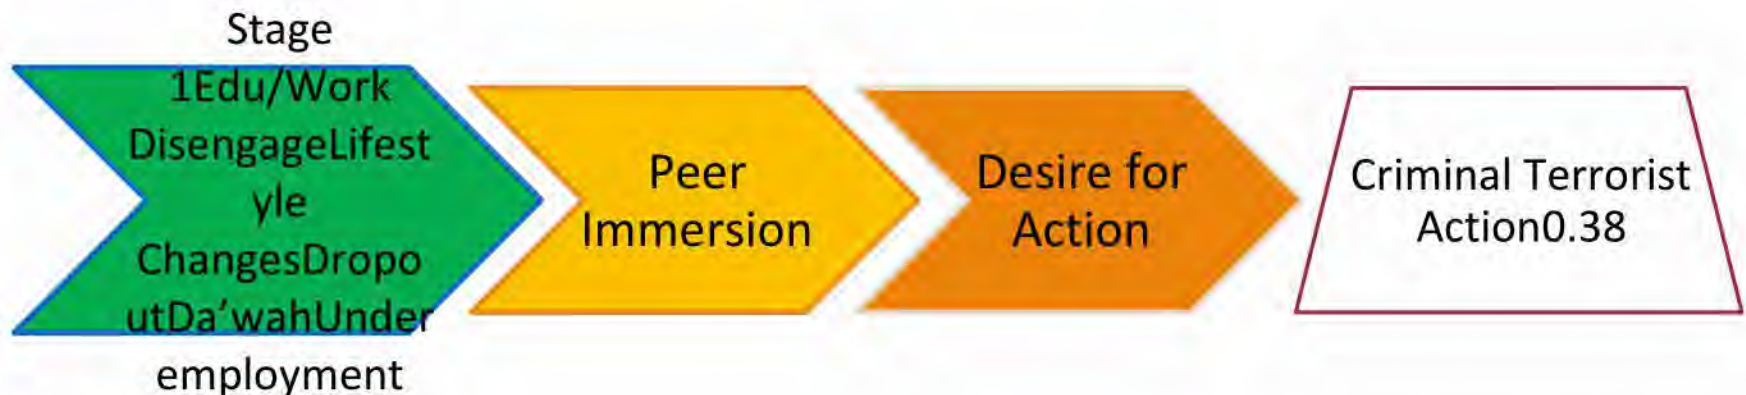 Stage
1Edu/Work
DisengageLifest
yle
ChangesDropo
utDa’wahUnder
employment
Peer
Immersion
Desire for
Action
Criminal Terrorist
Action0.38